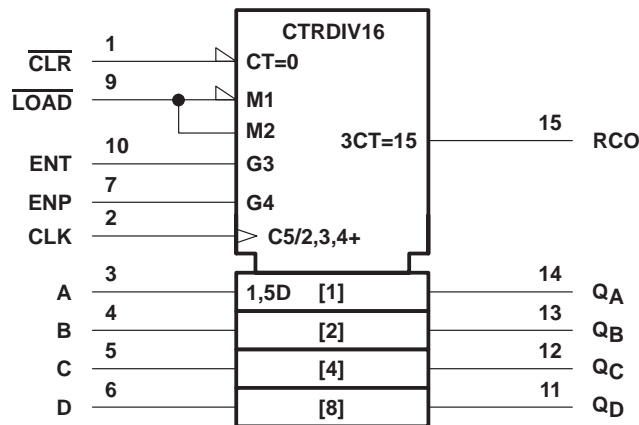 CTRDIV16
1
CLR
CT=0
9
LOAD
M1
M2
3CT=15
15
RCO
10
ENT
G3
7
ENP
G4
2
CLK
C5/2,3,4+
3
A
1,5D [1]
14
QA
4
B
[2]
13
QB
5
C
[4]
12
QC
6
D
[8]
11
QD